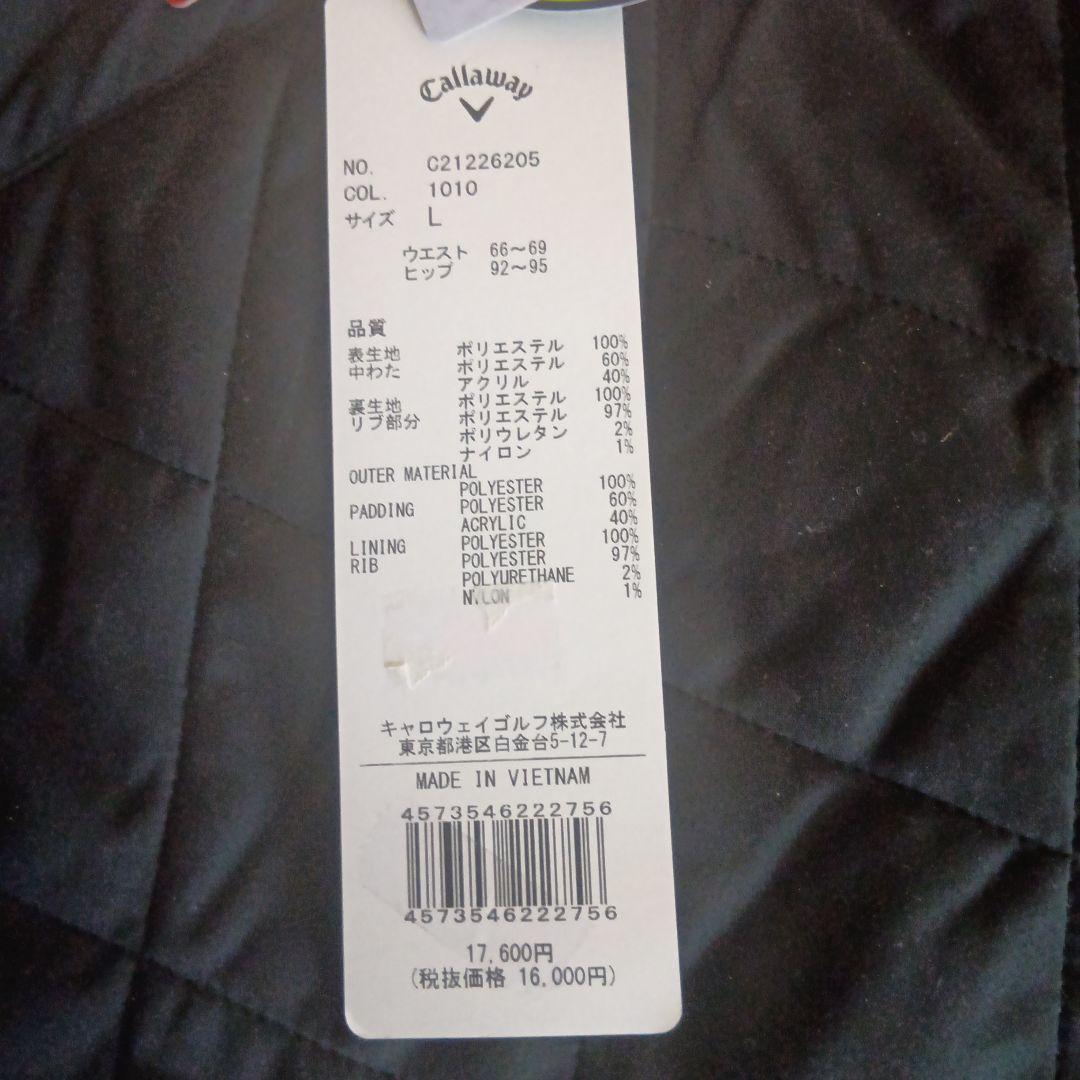 Callaway
NO. C21226205
COL. 1010
サイズ L
ウエスト 66～69
ヒップ 92～95
品質
表生地 ポリエステル 100%
中わた ポリエステル 60%
アクリル 40%
裏生地 ポリエステル 100%
リブ部分 ポリエステル 97%
ポリウレタン 2%
ナイロン 1%
OUTER MATERIAL
POLYESTER 100%
PADDING POLYESTER 60%
ACRYLIC 40%
LINING POLYESTER 100%
RIB POLYESTER 97%
POLYURETHANE 2%
NYLON 1%
キャロウェイゴルフ株式会社
東京都港区白金台5-12-7
MADE IN VIETNAM
4573546222756
4573546222756
17,600円
(税抜価格 16,000円)